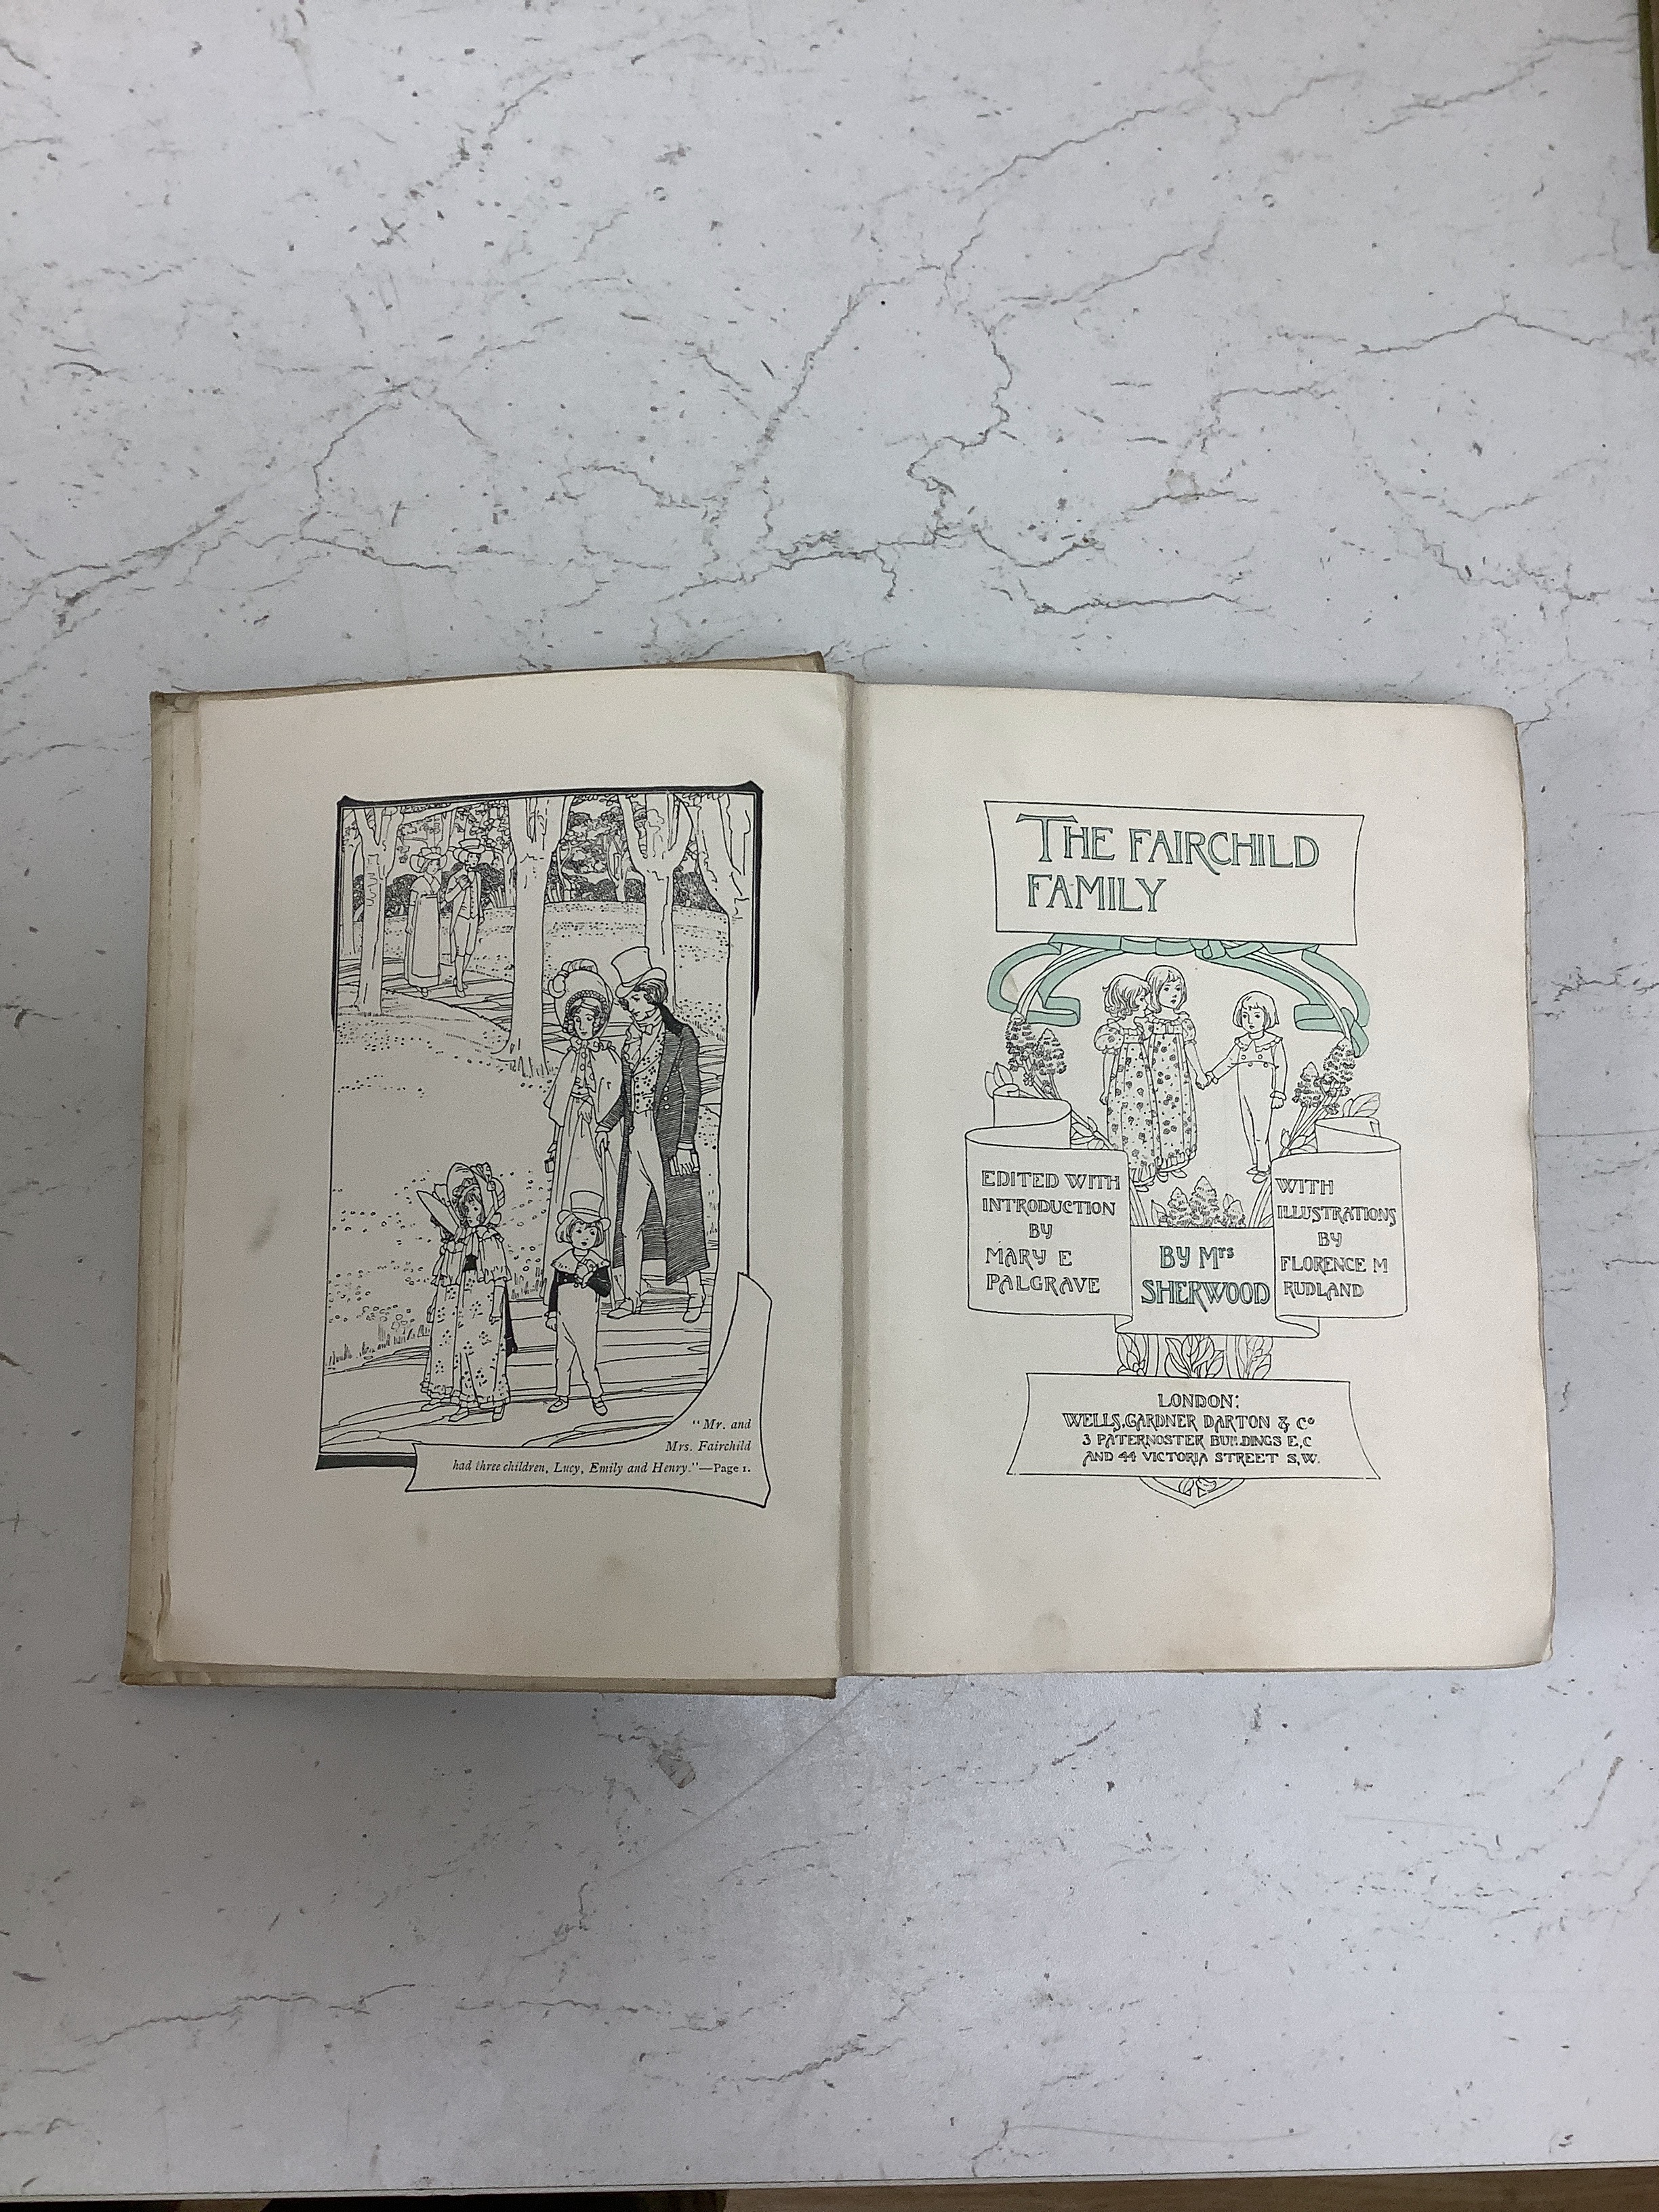 "Mr. and
Mrs. Fairchild
had three children, Lucy, Emily and Henry."—Page 1.
THE FAIRCHILD
FAMILY
EDITED WITH
INTRODUCTION
BY
MARY E
PALGRAVE
BY Mrs
SHERWOOD
WITH
ILLUSTRATIONS
BY
FLORENCE M
RUDLAND
LONDON:
WELLS, GARDNER DARTON & Co
3 PATERNOSTER BUILDINGS E,C
AND 44 VICTORIA STREET S,W.